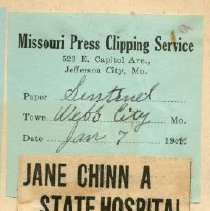 Missouri Press Clipping Service
523 E. Capitol Ave.,
Jefferson City, Mo.
Paper Sentinel
Town Webb City Mo.
Date Jan 7 194
JANE CHINN A
STATE HOSPITAL